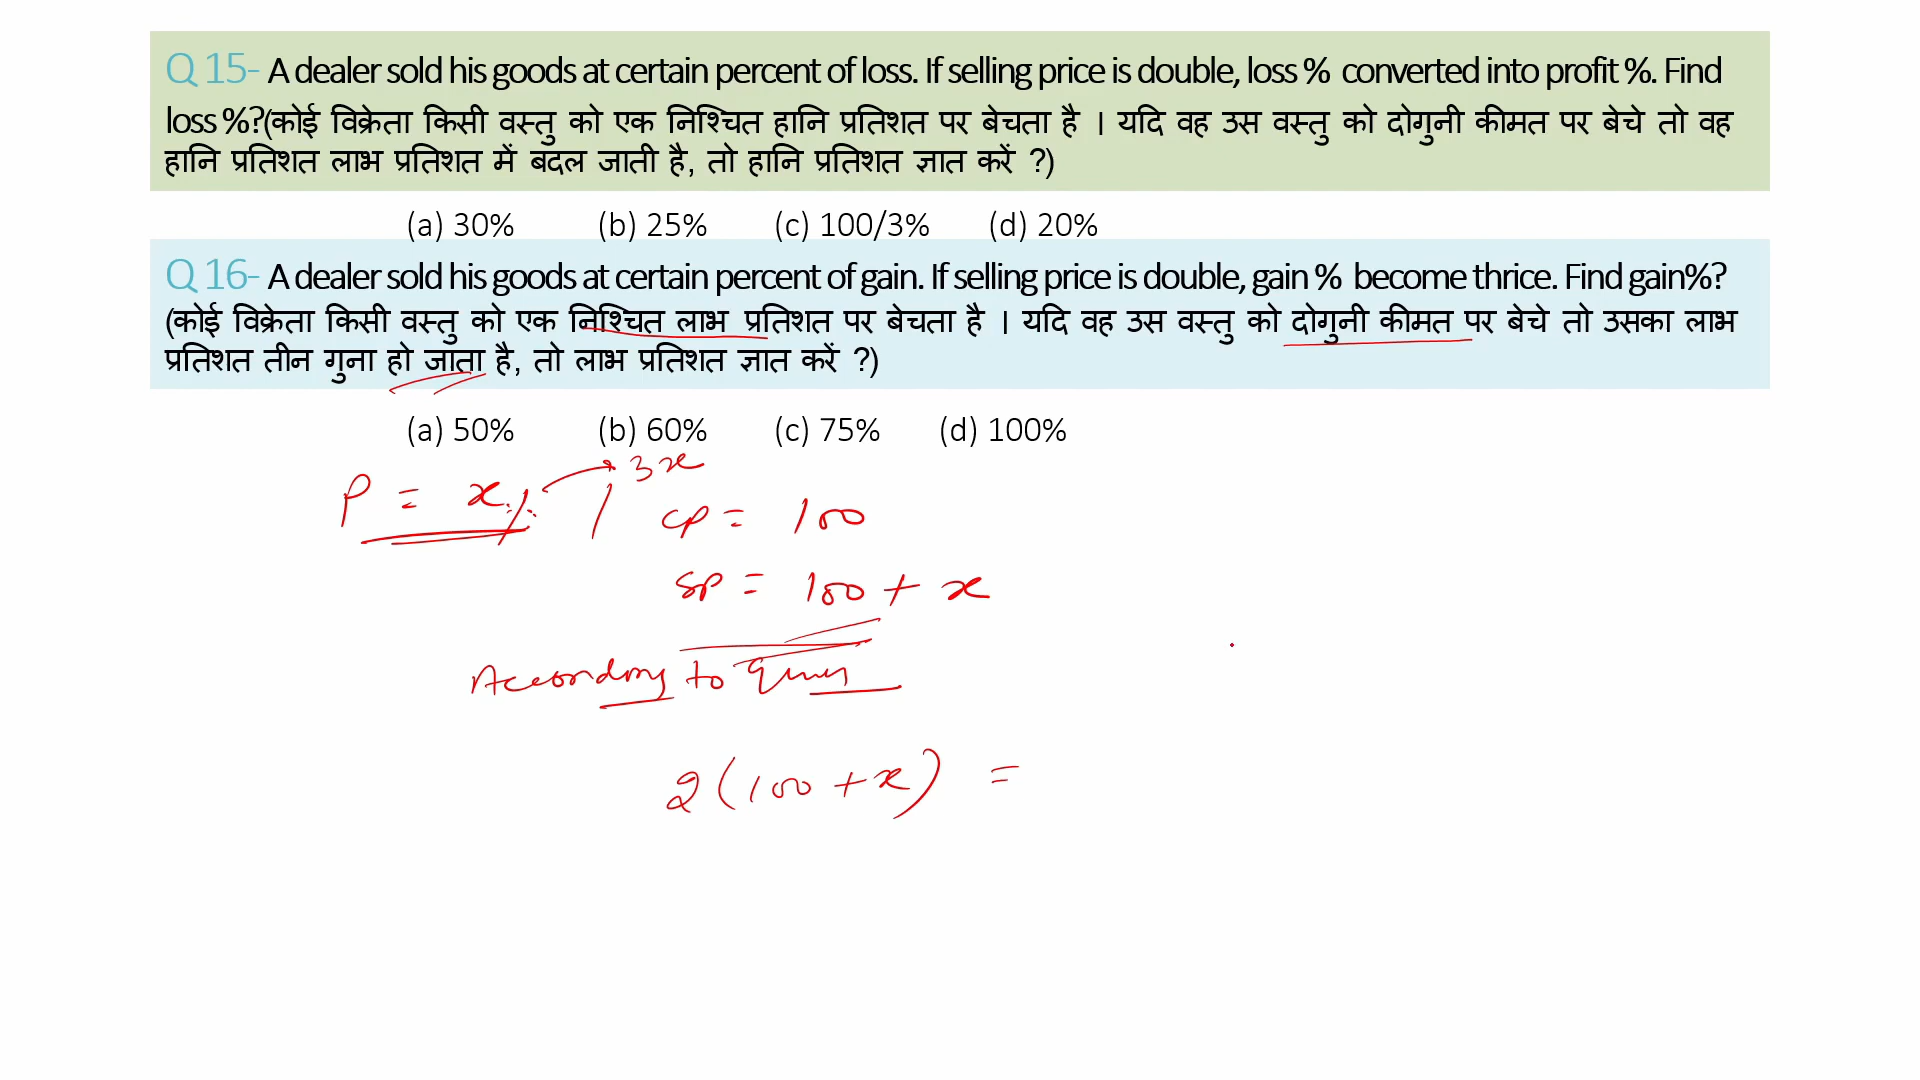 Q 15- A dealer sold his goods at certain percent of loss. If selling price is double, loss % converted into profit %. Find
loss %?(कोई विक्रेता किसी वस्तु को एक निश्चित हानि प्रतिशत पर बेचता है । यदि वह उस वस्तु को दोगुनी कीमत पर बेचे तो वह
हानि प्रतिशत लाभ प्रतिशत में बदल जाती है, तो हानि प्रतिशत ज्ञात करें ?)
(a) 30% (b) 25% (c) 100/3% (d) 20%
Q 16- A dealer sold his goods at certain percent of gain. If selling price is double, gain % become thrice. Find gain%?
(कोई विक्रेता किसी वस्तु को एक निश्चित लाभ प्रतिशत पर बेचता है । यदि वह उस वस्तु को दोगुनी कीमत पर बेचे तो उसका लाभ
प्रतिशत तीन गुना हो जाता है, तो लाभ प्रतिशत ज्ञात करें ?)
(a) 50% (b) 60% (c) 75% (d) 100%
P = x% 3x
CP = 100
SP = 100 + x
According to
2(100+x) =